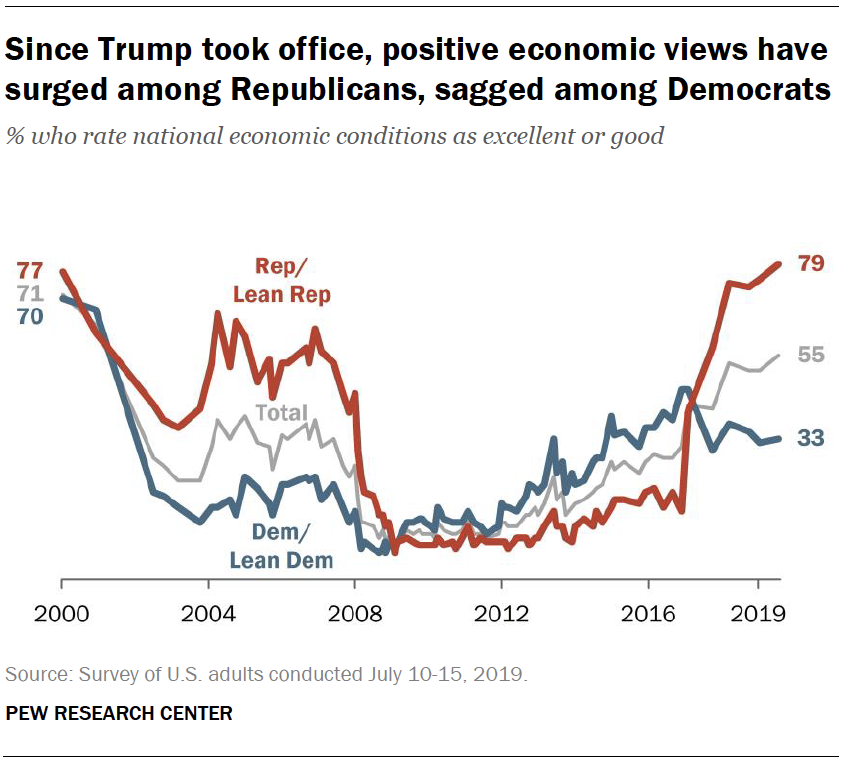 Since Trump took office, positive economic views have
surged among Republicans, sagged among Democrats
% who rate national economic conditions as excellent or good
77
71
70
Rep/
Lean Rep
79
55
Total
33
Dem/
Lean Dem
2000 2004 2008 2012 2016 2019
Source: Survey of U.S. adults conducted July 10-15, 2019.
PEW RESEARCH CENTER